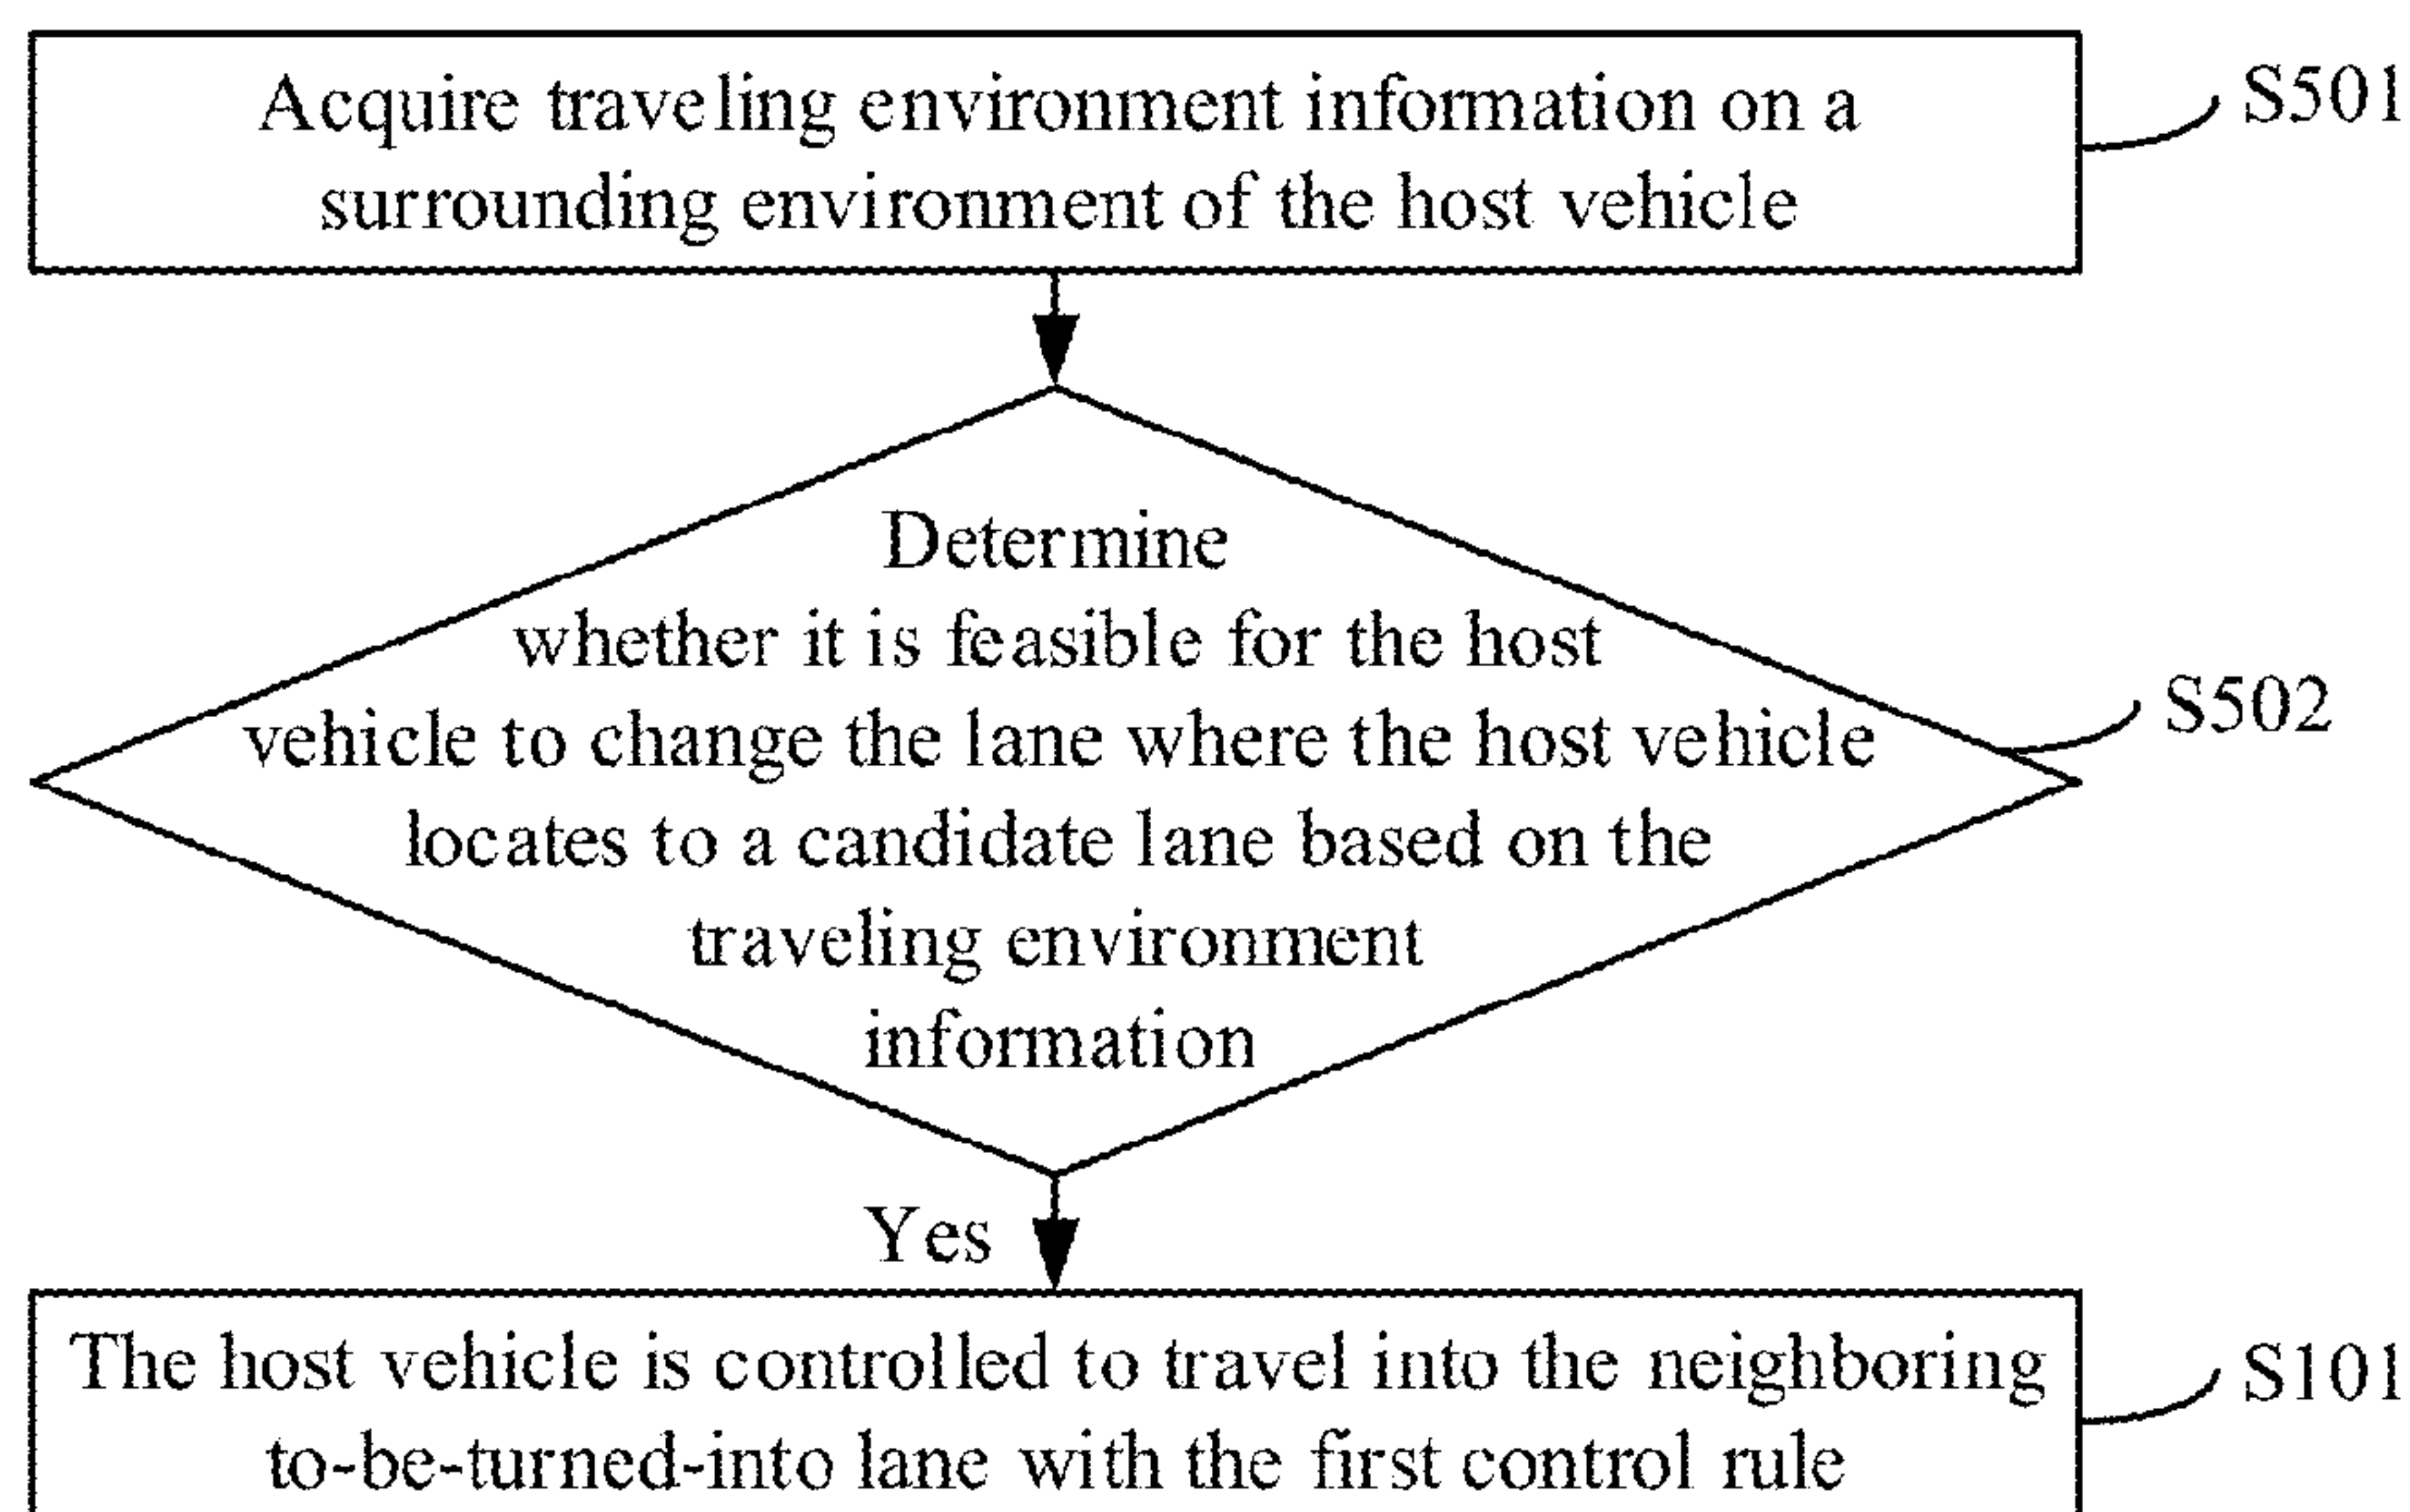 Acquire traveling environment information on a
surrounding environment of the host vehicle
S501
Determine
whether it is feasible for the host
vehicle to change the lane where the host vehicle
locates to a candidate lane based on the
traveling environment
information
S502
Yes
The host vehicle is controlled to travel into the neighboring
to-be-turned-into lane with the first control rule
S101